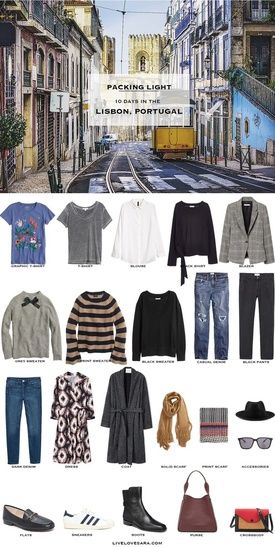 PACKING LIGHT
10 DAYS IN THE
LISBON, PORTUGAL
GRAPHIC T-SHIRT
T-SHIRT
BLOUSE
BLACK SHIRT
BLAZER
GREY SWEATER
PRINT SWEATER
BLACK SWEATER
CASUAL DENIM
BLACK PANTS
DARK DENIM
DRESS
COAT
SOLID SCARF
PRINT SCARF
ACCESSORIES
FLATS
SNEAKERS
BOOTS
PURSE
CROSSBODY
LIVELOVESARA.COM